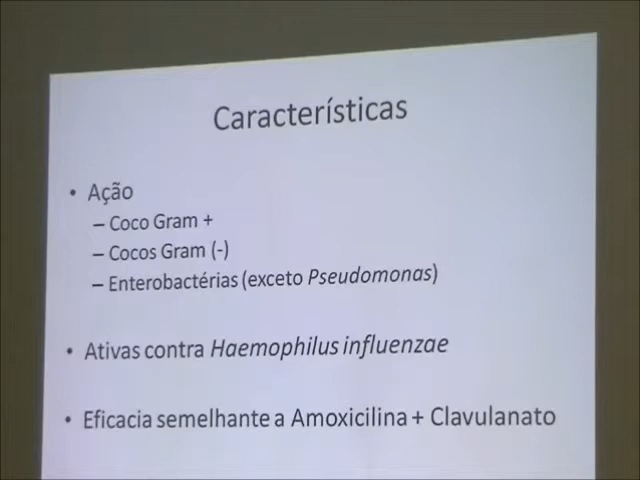 Características
• Ação
– Coco Gram +
– Cocos Gram (-)
– Enterobactérias (exceto Pseudomonas)
• Ativas contra Haemophilus influenzae
• Eficacia semelhante a Amoxicilina + Clavulanato